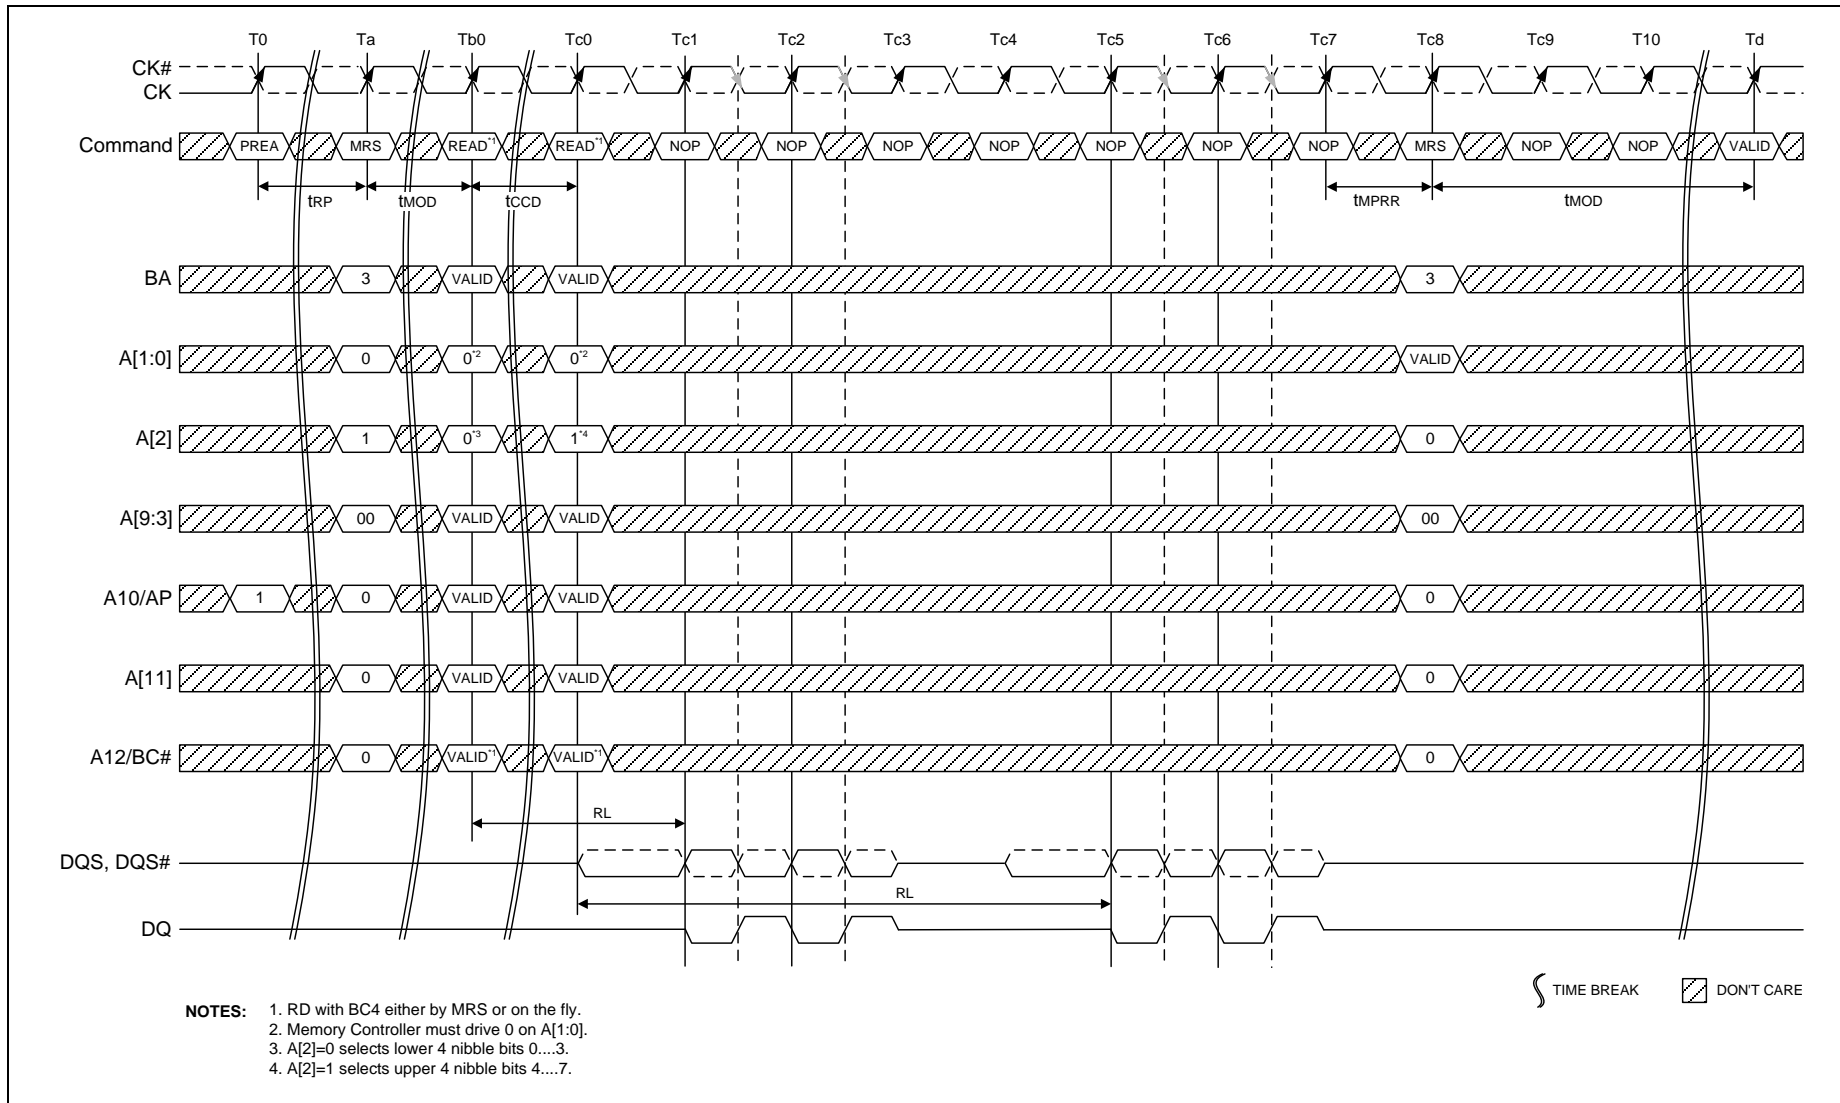 T0 Ta Tb0 Tc0 Tc1 Tc2 Tc3 Tc4 Tc5 Tc6 Tc7 Tc8 Tc9 T10 Td
CK#
CK
Command PREA MRS READ*1 READ*1 NOP NOP NOP NOP NOP NOP NOP MRS NOP NOP VALID
tRP tMOD tCCD tMPRR tMOD
BA 3 VALID VALID 3
A[1:0] 0 0*2 0*2 VALID
A[2] 1 0*3 1*4 0
A[9:3] 00 VALID VALID 00
A10/AP 1 0 VALID VALID 0
A[11] 0 VALID VALID 0
A12/BC# 0 VALID*1 VALID*1 0
RL
DQS, DQS#
RL
DQ
TIME BREAK DON'T CARE
NOTES: 1. RD with BC4 either by MRS or on the fly.
2. Memory Controller must drive 0 on A[1:0].
3. A[2]=0 selects lower 4 nibble bits 0....3.
4. A[2]=1 selects upper 4 nibble bits 4....7.